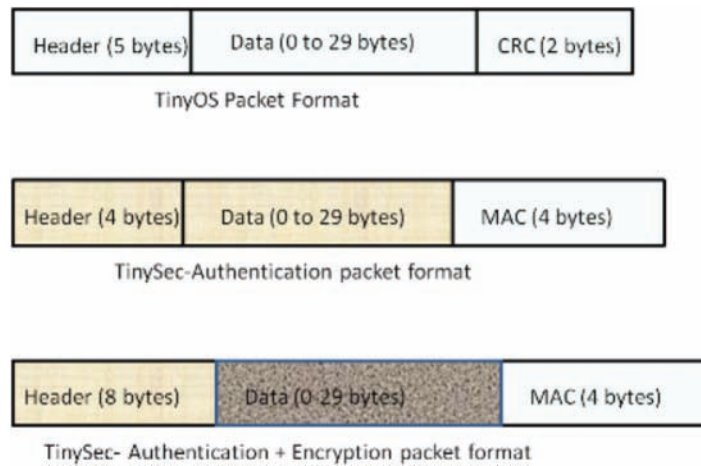 Header (5 bytes) Data (0 to 29 bytes) CRC (2 bytes)
TinyOS Packet Format
Header (4 bytes) Data (0 to 29 bytes) MAC (4 bytes)
TinySec-Authentication packet format
Header (8 bytes) Data (0-29 bytes) MAC (4 bytes)
TinySec- Authentication + Encryption packet format